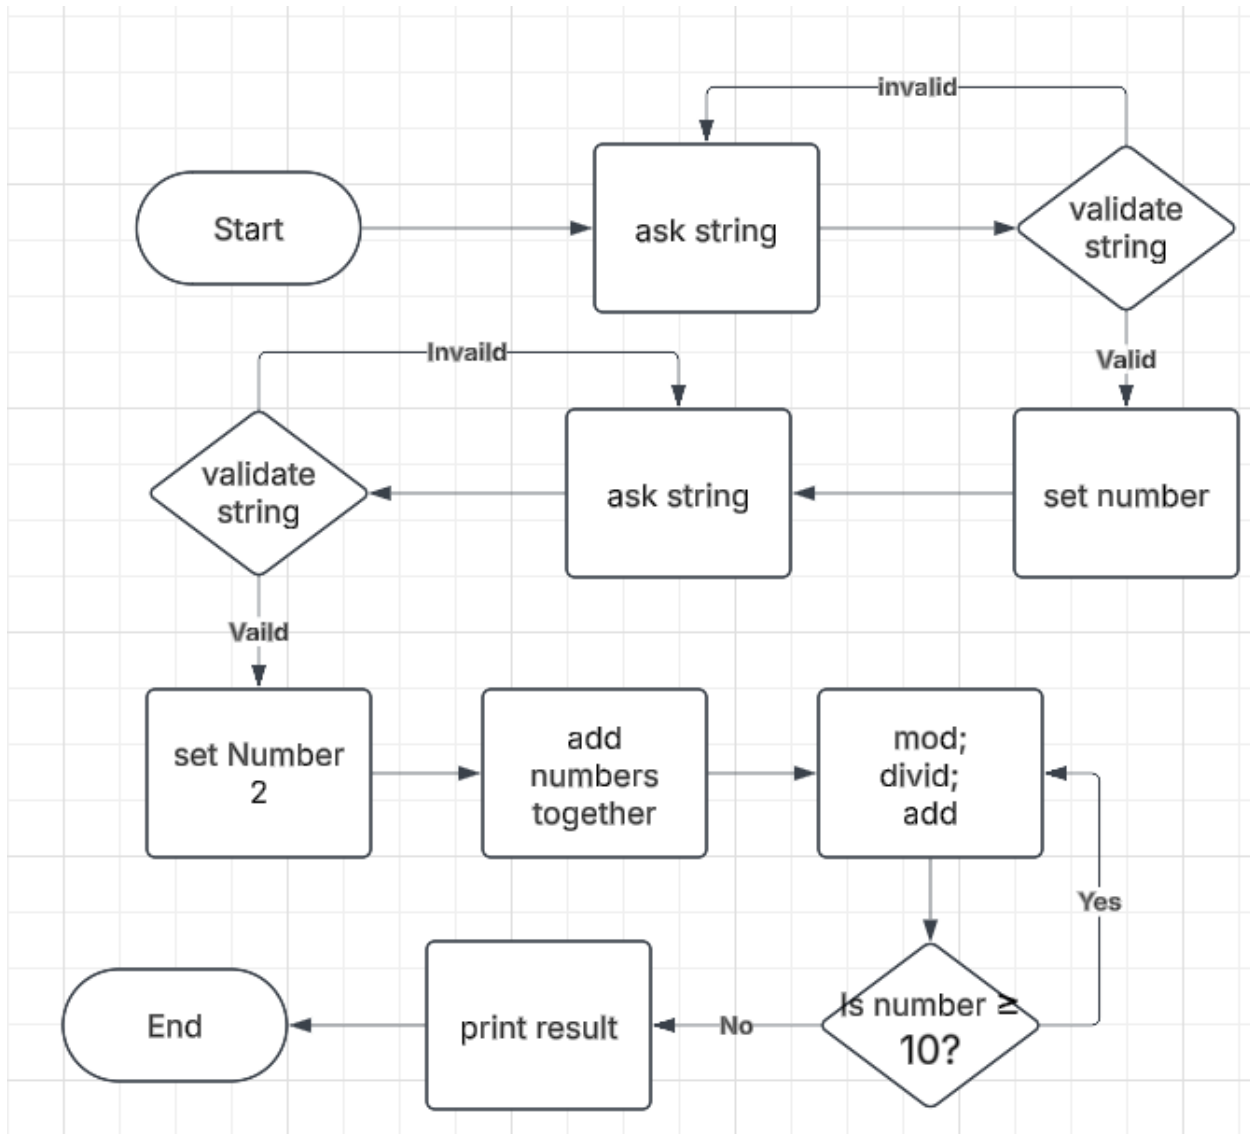 invalid
Start
ask string
validate
string
Valid
Invaild
validate
string
ask string
set number
Vaild
set Number
2
add
numbers
together
mod;
divid;
add
Yes
End
print result
No
Is number ≥
10?